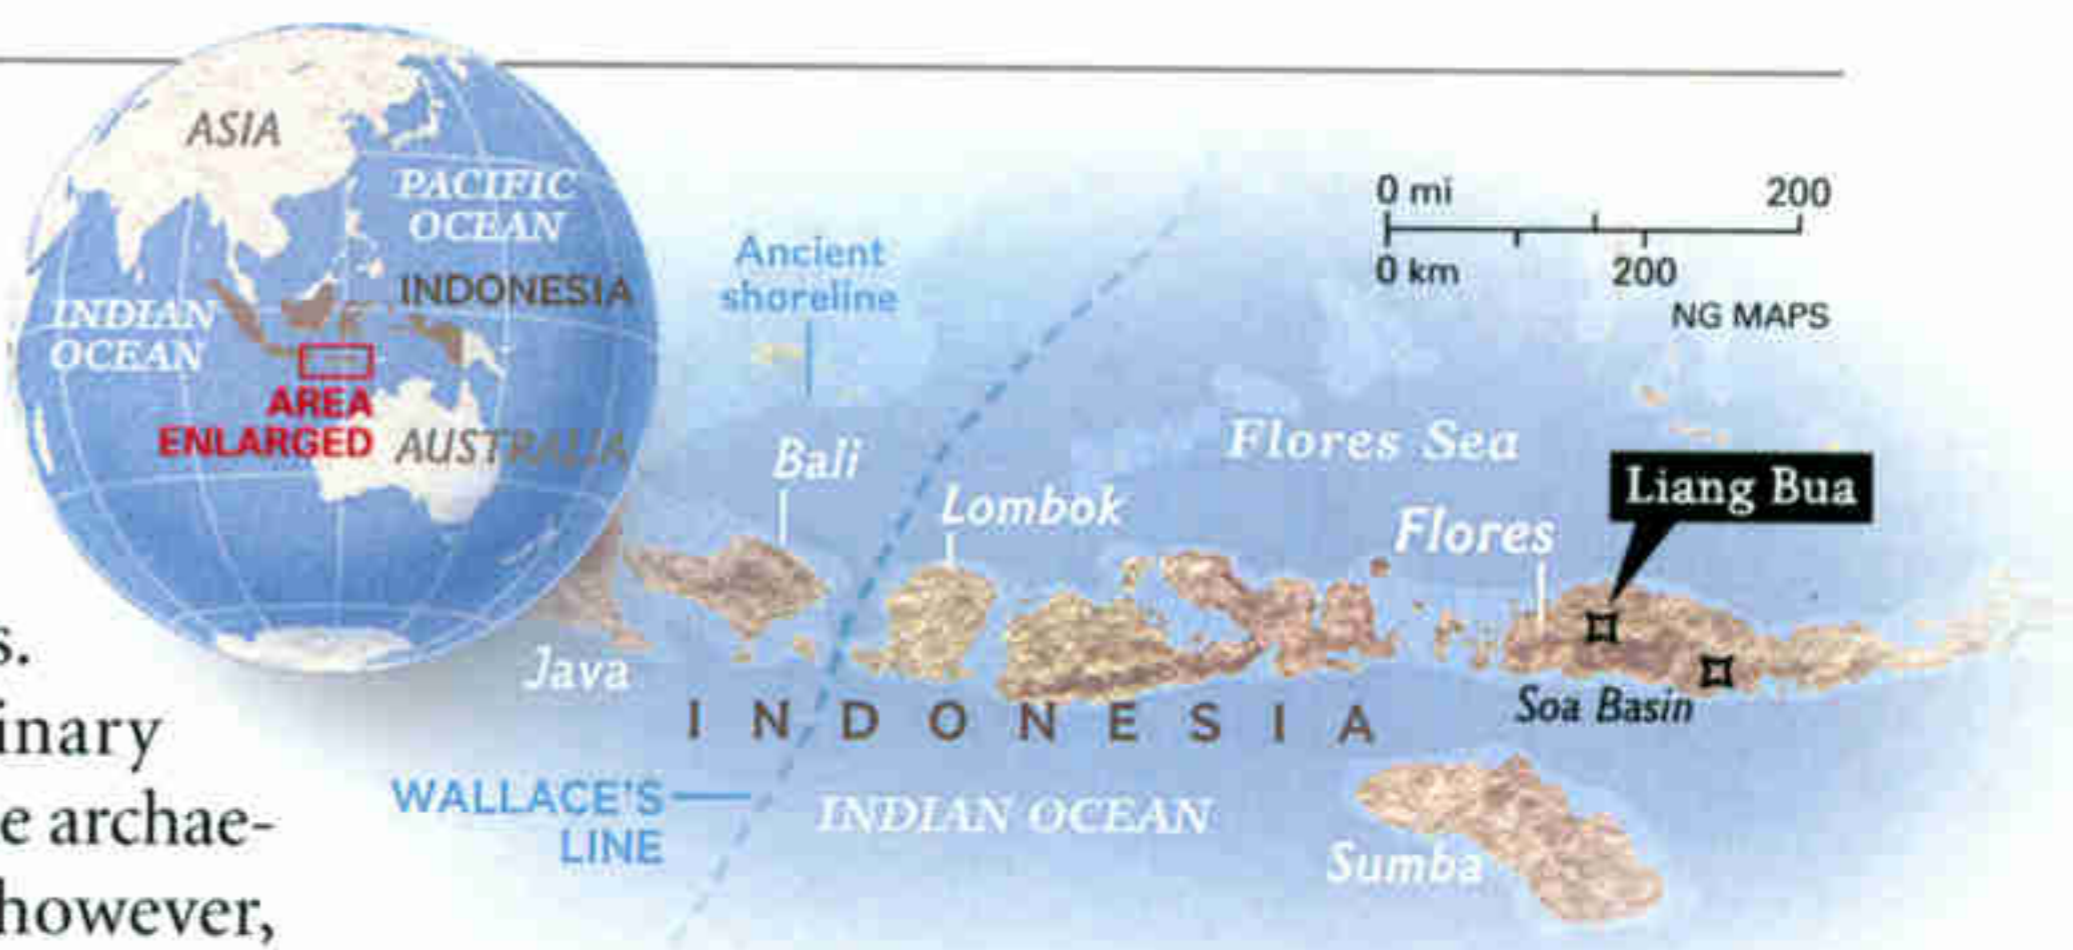 ASIA
PACIFIC
OCEAN
INDONESIA
INDIAN
OCEAN
AREA
ENLARGED
AUSTRALIA
Ancient
shoreline
0 mi 200
0 km 200
NG MAPS
Bali
Lombok
Flores Sea
Flores
Liang Bua
Java
INDONESIA
Soa Basin
WALLACE'S
LINE
INDIAN OCEAN
Sumba
s.
inary
e archae-
however,